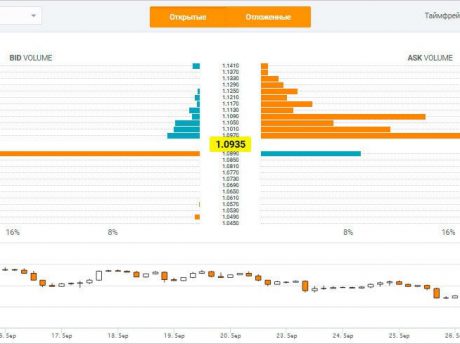 Открытые
Отложенные
Таймфрей
BID VOLUME
ASK VOLUME
1.1410
1.1370
1.1330
1.1290
1.1250
1.1210
1.1170
1.1130
1.1090
1.1050
1.1010
1.0970
1.0935
1.0890
1.0850
1.0810
1.0770
1.0730
1.0690
1.0650
1.0610
1.0570
1.0530
1.0490
1.0450
16%
8%
8%
16%
17. Sep
18. Sep
19. Sep
20. Sep
23. Sep
24. Sep
25. Sep
26. Se